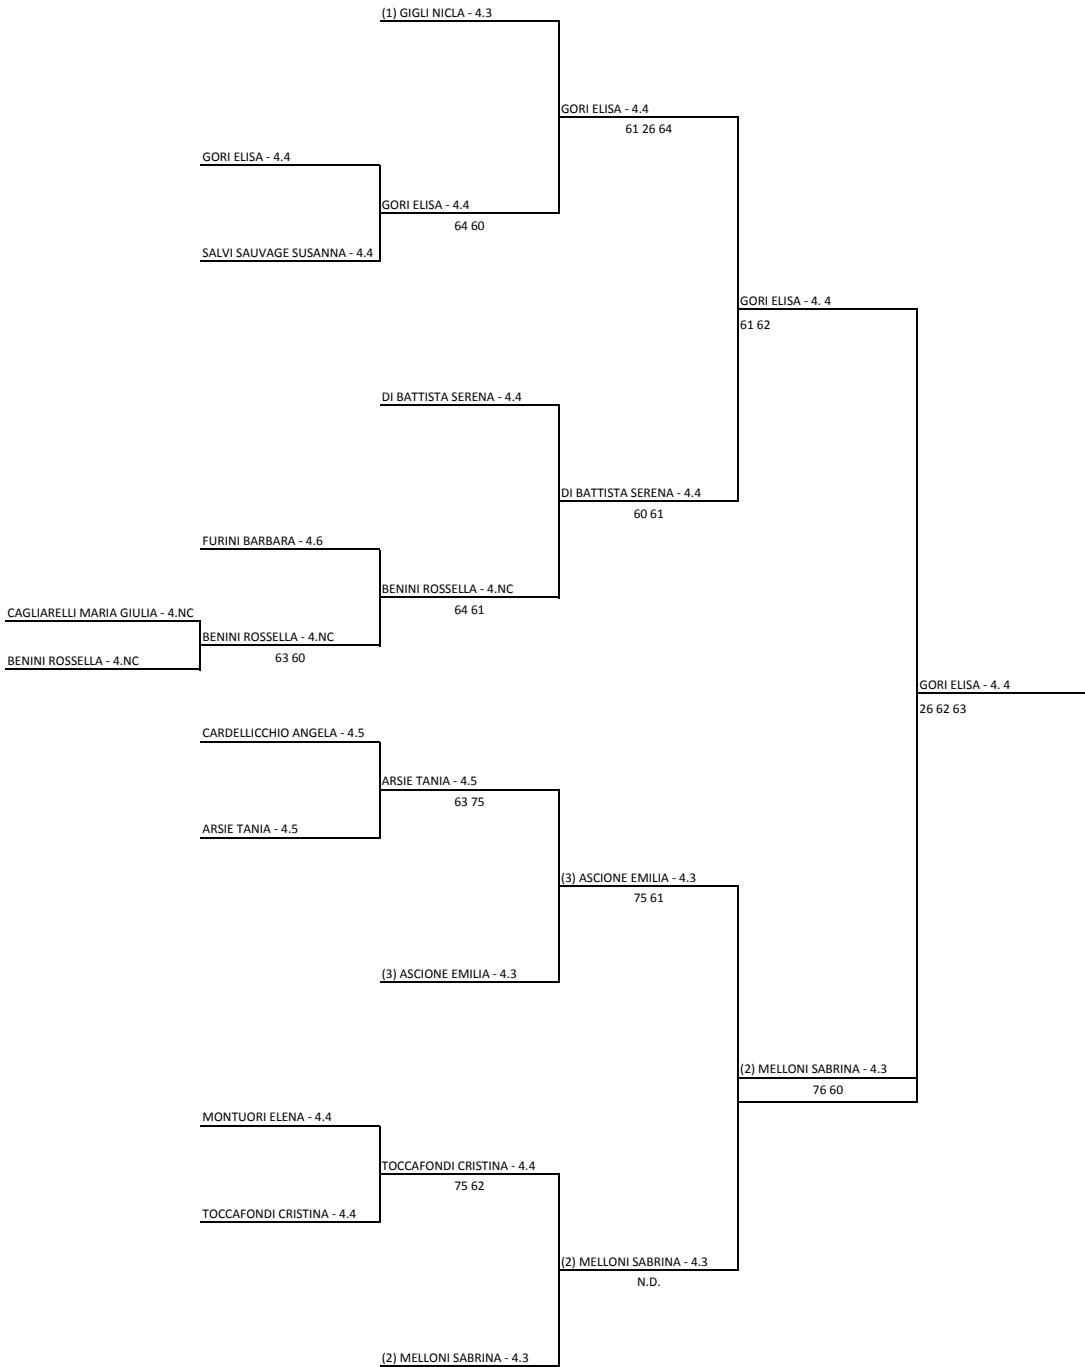 (1) GIGLI NICLA - 4.3
GORI ELISA - 4.4
61 26 64
GORI ELISA - 4.4
GORI ELISA - 4.4
64 60
SALVI SAUVAGE SUSANNA - 4.4
GORI ELISA - 4. 4
61 62
DI BATTISTA SERENA - 4.4
DI BATTISTA SERENA - 4.4
60 61
FURINI BARBARA - 4.6
BENINI ROSSELLA - 4.NC
64 61
CAGLIARELLI MARIA GIULIA - 4.NC
BENINI ROSSELLA - 4.NC
63 60
BENINI ROSSELLA - 4.NC
GORI ELISA - 4. 4
26 62 63
CARDELLICCHIO ANGELA - 4.5
ARSIE TANIA - 4.5
63 75
ARSIE TANIA - 4.5
(3) ASCIONE EMILIA - 4.3
75 61
(3) ASCIONE EMILIA - 4.3
(2) MELLONI SABRINA - 4.3
76 60
MONTUORI ELENA - 4.4
TOCCAFONDI CRISTINA - 4.4
75 62
TOCCAFONDI CRISTINA - 4.4
(2) MELLONI SABRINA - 4.3
N.D.
(2) MELLONI SABRINA - 4.3